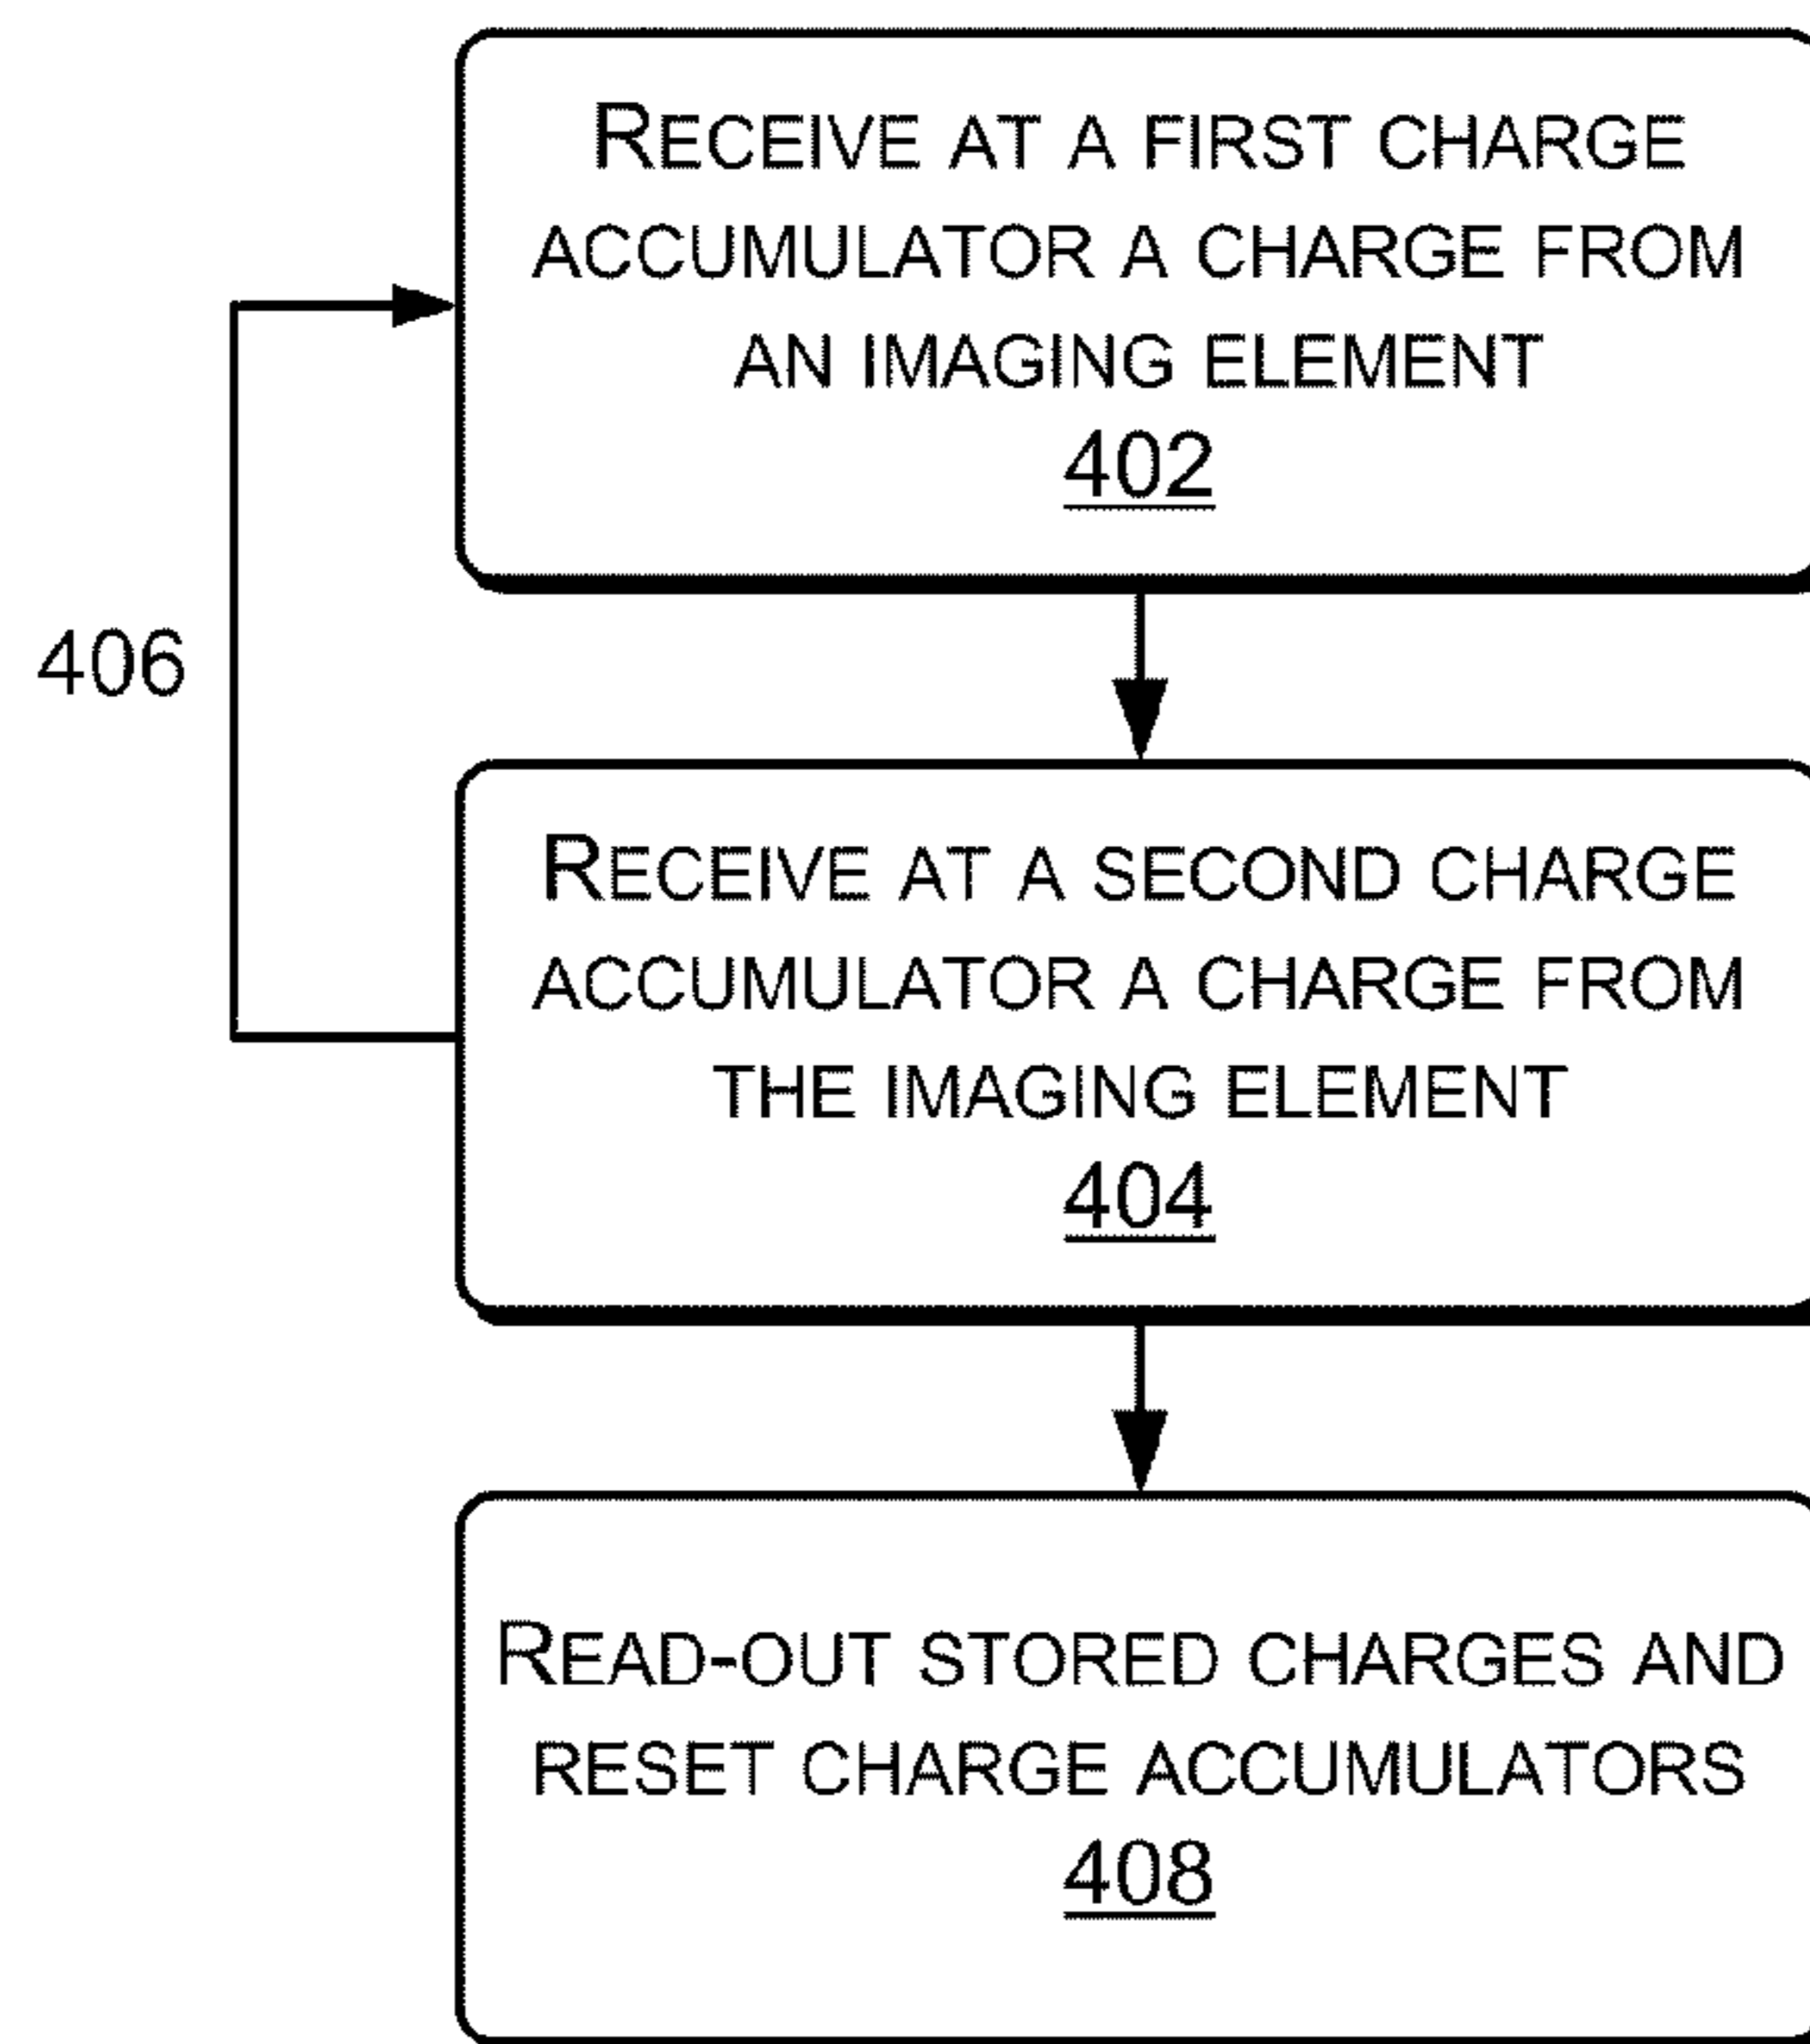 RECEIVE AT A FIRST CHARGE
ACCUMULATOR A CHARGE FROM
AN IMAGING ELEMENT
402
406
RECEIVE AT A SECOND CHARGE
ACCUMULATOR A CHARGE FROM
THE IMAGING ELEMENT
404
READ-OUT STORED CHARGES AND
RESET CHARGE ACCUMULATORS
408